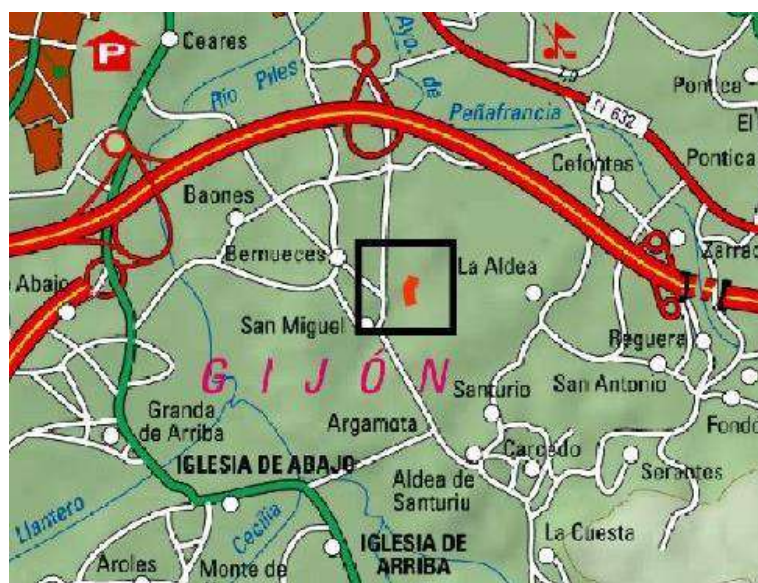 P
Ceares
Río Piles
Ayo. de
Peñafrancia
N 632
Pontica
El
Pontica
Cefontes
Baones
Bernueces
La Aldea
Abajo
San Miguel
GIJÓN
Reguera
San Antonio
Santurio
Granda
de Arriba
Argamota
Fondo
IGLESIA DE ABAJO
Carcedo
Serantes
Aldea de
Santuriu
Llantero
Cecilia
La Cuesta
IGLESIA DE
ARRIBA
Aroles
Monte de